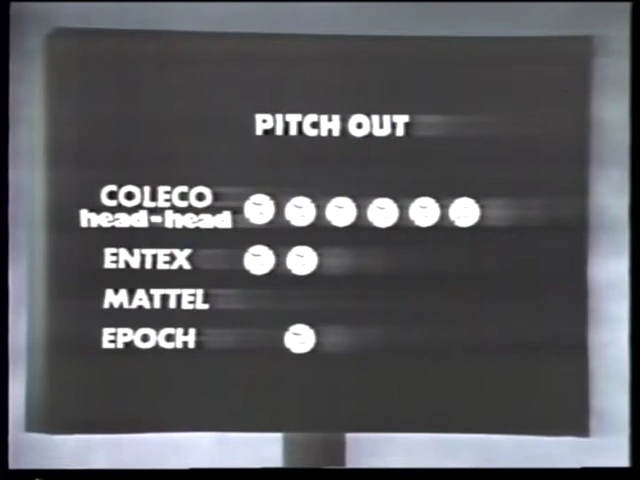 PITCH OUT
COLECO
head-head
ENTEX
MATTEL
EPOCH